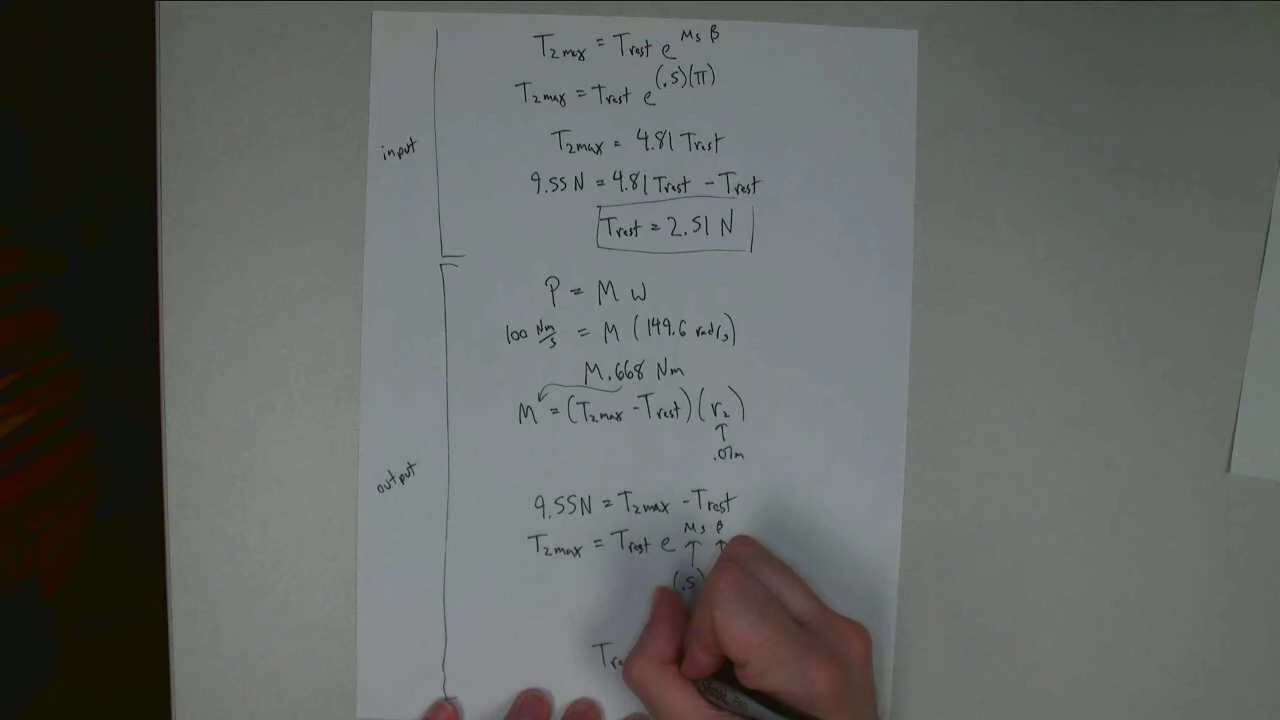 T2max = Trest e^μs β
T2max = Trest e^(.5)(π)
T2max = 4.81 Trest
input
9.55 N = 4.81 Trest - Trest
Trest = 2.51 N
P = M ω
100 Nm/s = M (149.6 rad/s)
M .668 Nm
M = (T2max - Trest)(r2)
.07m
output
9.55N = T2max - Trest
T2max = Trest e^μs β
(.5)